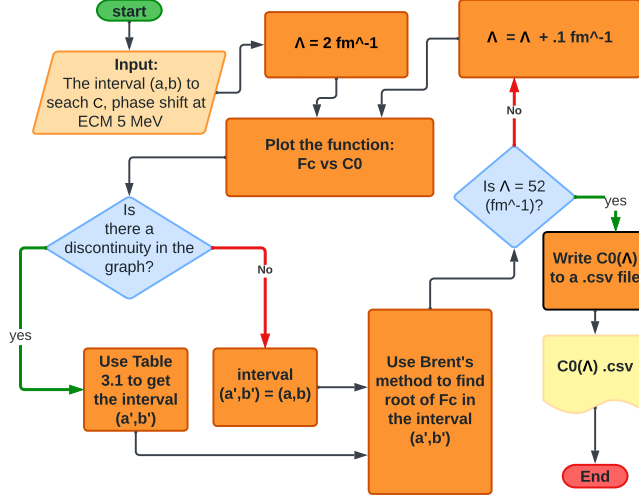 start
Input:
The interval (a,b) to
seach C, phase shift at
ECM 5 MeV
Λ = 2 fm^-1
Λ = Λ + .1 fm^-1
Plot the function:
Fc vs C0
No
Is Λ = 52
(fm^-1)?
yes
Is
there a
discontinuity in the
graph?
No
Write C0(Λ)
to a .csv file
yes
Use Table
3.1 to get
the interval
(a',b')
interval
(a',b') = (a,b)
Use Brent's
method to find
root of Fc in
the interval
(a',b')
C0(Λ) .csv
End